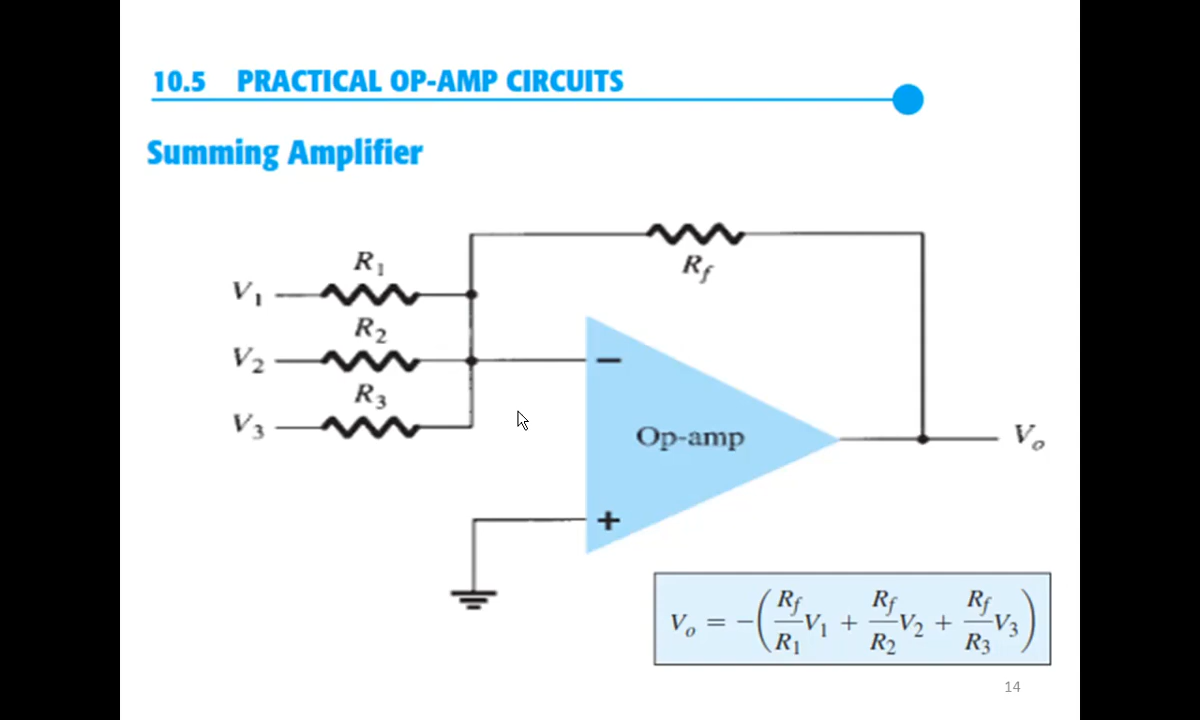 10.5 PRACTICAL OP-AMP CIRCUITS
Summing Amplifier
R₁
R_f
V₁
R₂
V₂
R₃
−
V₃
Op-amp
V_o
+
V_o = −(R_f/R₁ V₁ + R_f/R₂ V₂ + R_f/R₃ V₃)
14